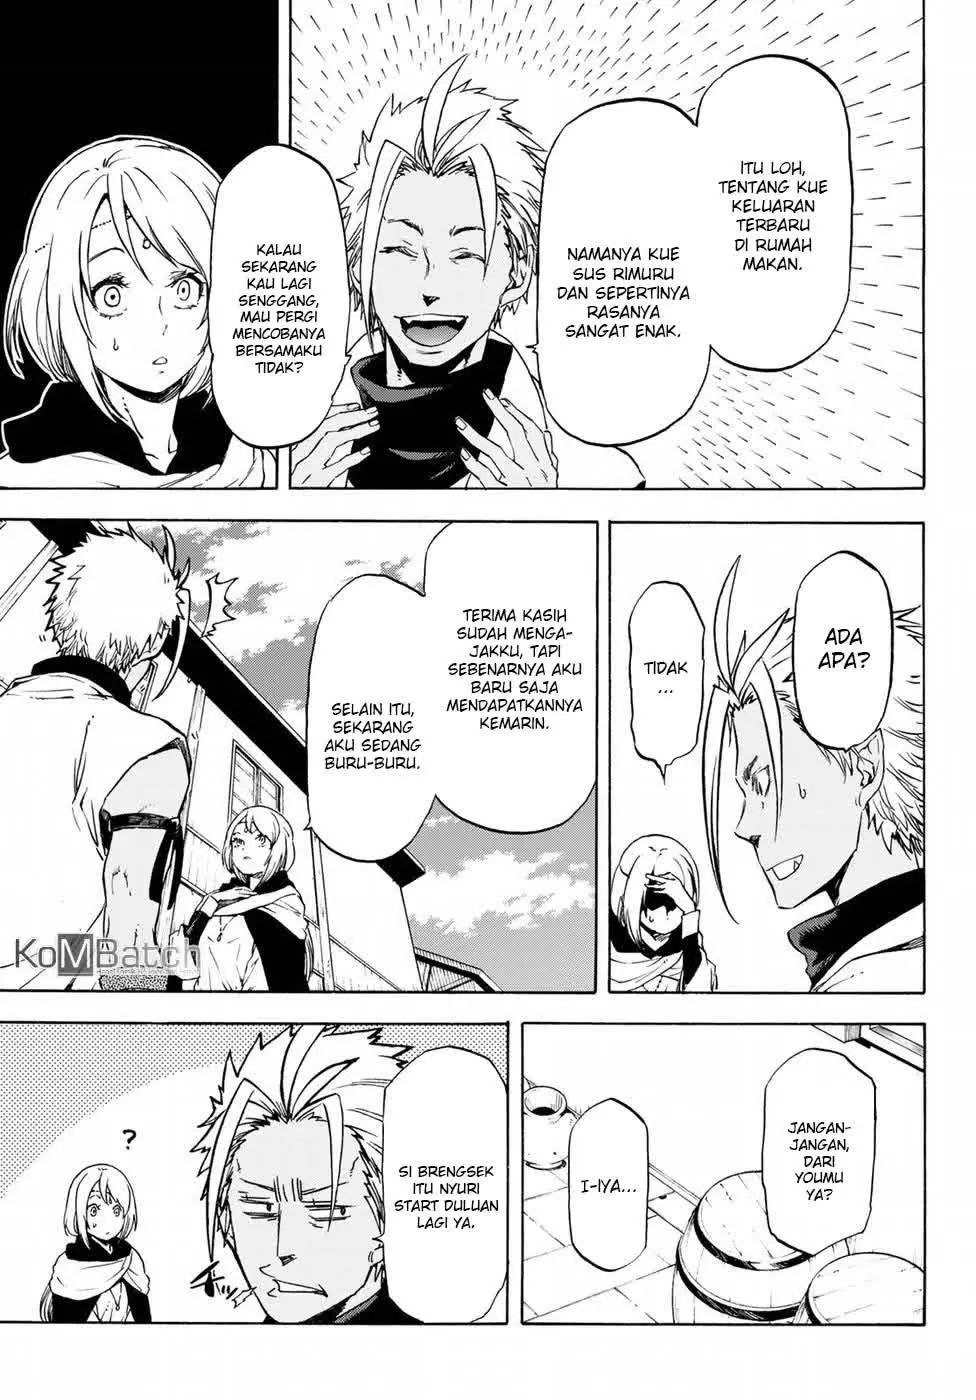 ITU LOH,
TENTANG KUE
KELUARAN
TERBARU
DI RUMAH
MAKAN.
NAMANYA KUE
SUS RIMURU
DAN SEPERTINYA
RASANYA
SANGAT ENAK.
KALAU
SEKARANG
KAU LAGI
SENGGANG,
MAU PERGI
MENCOBANYA
BERSAMAKU
TIDAK?
ADA
APA?
TIDAK
...
TERIMA KASIH
SUDAH MENGA-
JAKKU, TAPI
SEBENARNYA AKU
BARU SAJA
MENDAPATKANNYA
KEMARIN.
SELAIN ITU,
SEKARANG
AKU SEDANG
BURU-BURU.
KoMBatch
JANGAN-
JANGAN,
DARI
YOUMU
YA?
I-IYA...
SI BRENGSEK
ITU NYURI
START DULUAN
LAGI YA.
?